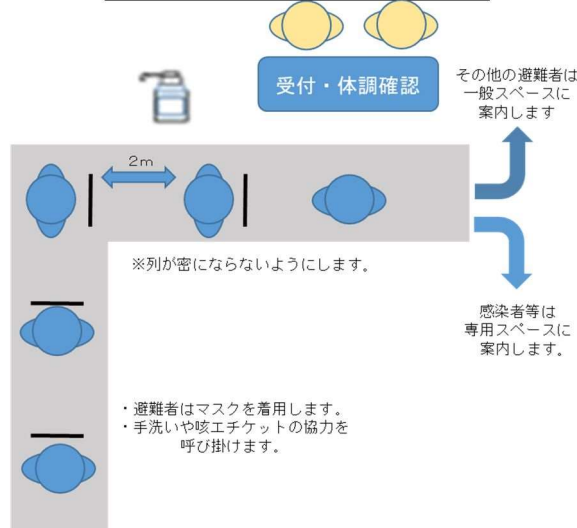 受付・体調確認
その他の避難者は
一般スペースに
案内します
2m
※列が密にならないようにします。
感染者等は
専用スペースに
案内します。
・避難者はマスクを着用します。
・手洗いや咳エチケットの協力を
呼び掛けます。